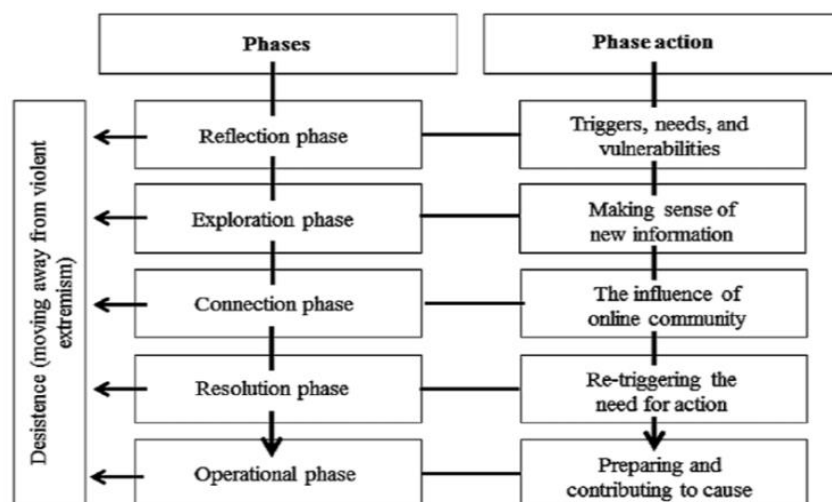 Phases
Phase action
Desistence (moving away from violent
extremism)
Reflection phase
Triggers, needs, and
vulnerabilities
Exploration phase
Making sense of
new information
Connection phase
The influence of
online community
Resolution phase
Re-triggering the
need for action
Operational phase
Preparing and
contributing to cause